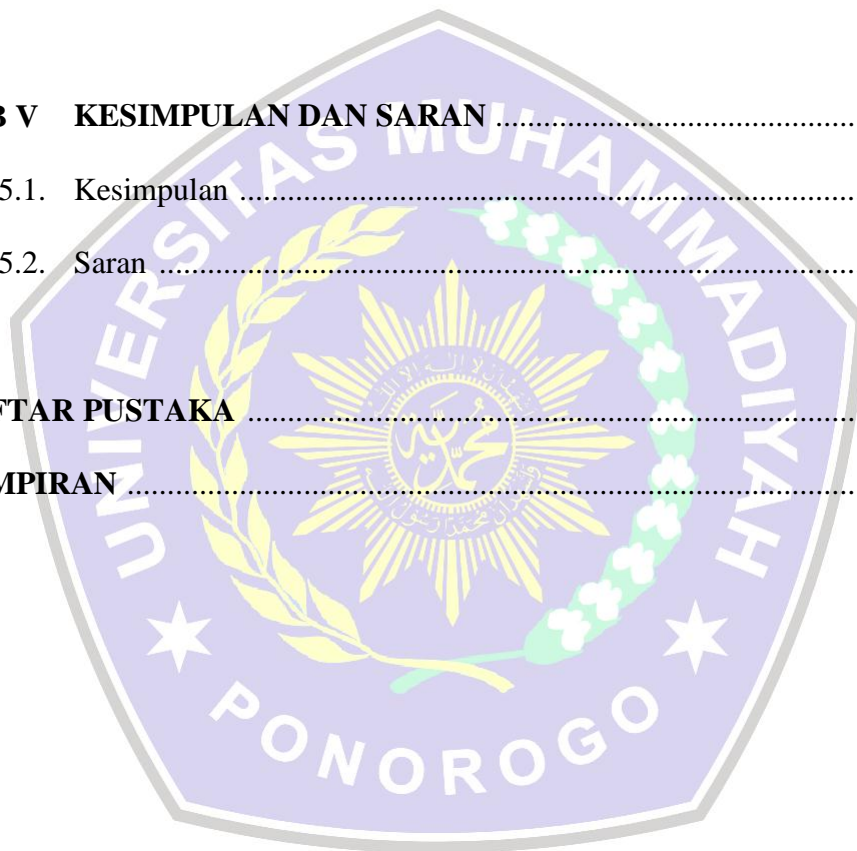 B V KESIMPULAN DAN SARAN ........................................
5.1. Kesimpulan ........................................
5.2. Saran ........................................
FTAR PUSTAKA ........................................
MPIRAN ........................................
UNIVERSITAS MUHAMMADIYAH
PONOROGO